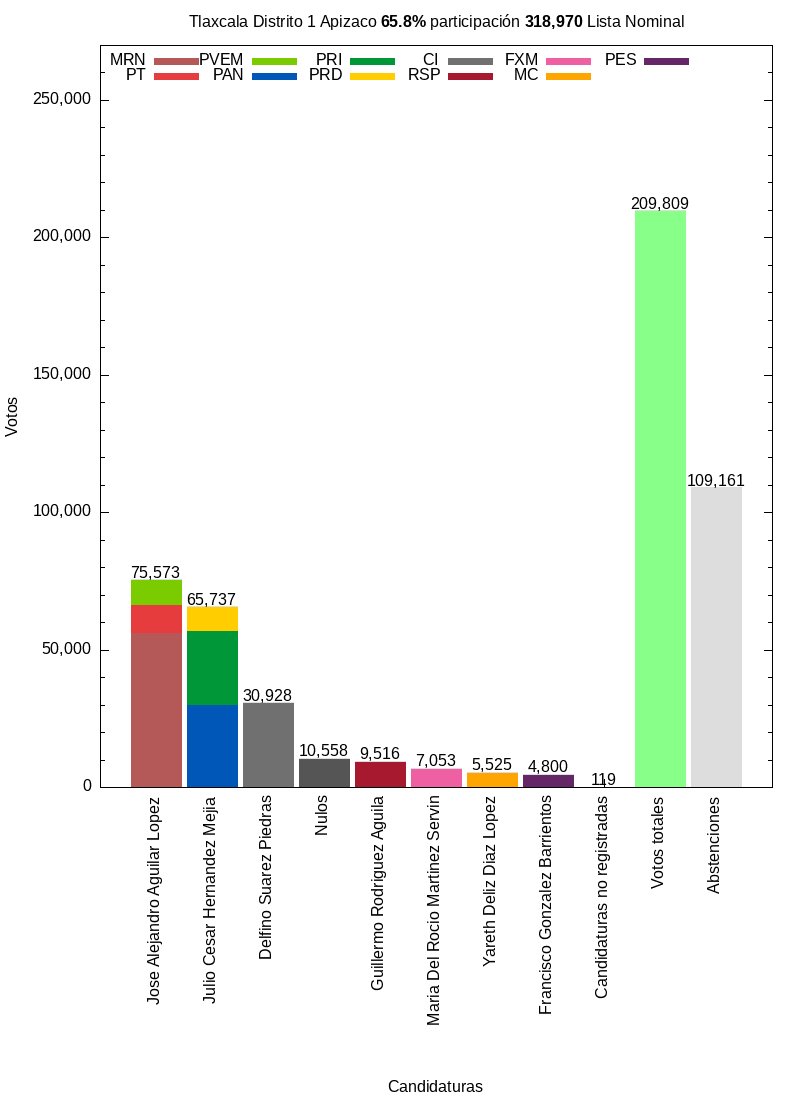 Tlaxcala Distrito 1 Apizaco 65.8% participación 318,970 Lista Nominal
MRN PVEM PRI CI FXM PES
PT PAN PRD RSP MC
250,000
200,000
150,000
100,000
50,000
0
Votos
209,809
109,161
75,573
65,737
30,928
10,558
9,516
7,053
5,525
4,800
119
Jose Alejandro Aguilar Lopez
Julio Cesar Hernandez Mejia
Delfino Suarez Piedras
Nulos
Guillermo Rodriguez Aguila
Maria Del Rocio Martinez Servin
Yareth Deliz Diaz Lopez
Francisco Gonzalez Barrientos
Candidaturas no registradas
Votos totales
Abstenciones
Candidaturas